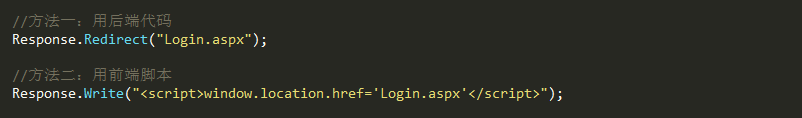 //方法一：用后端代码
Response.Redirect("Login.aspx");
//方法二：用前端脚本
Response.Write("<script>window.location.href='Login.aspx'</script>");